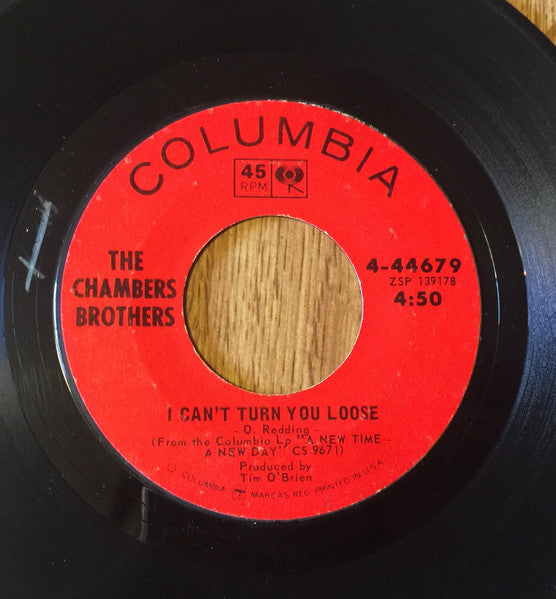 COLUMBIA
45
RPM
THE
CHAMBERS
BROTHERS
4-44679
ZSP 139178
4:50
I CAN'T TURN YOU LOOSE
- O. Redding -
(From the Columbia Lp "A NEW TIME -
A NEW DAY" CS 9671)
Produced by
Tim O'Brien
© COLUMBIA MARCAS REG. PRINTED IN U.S.A.